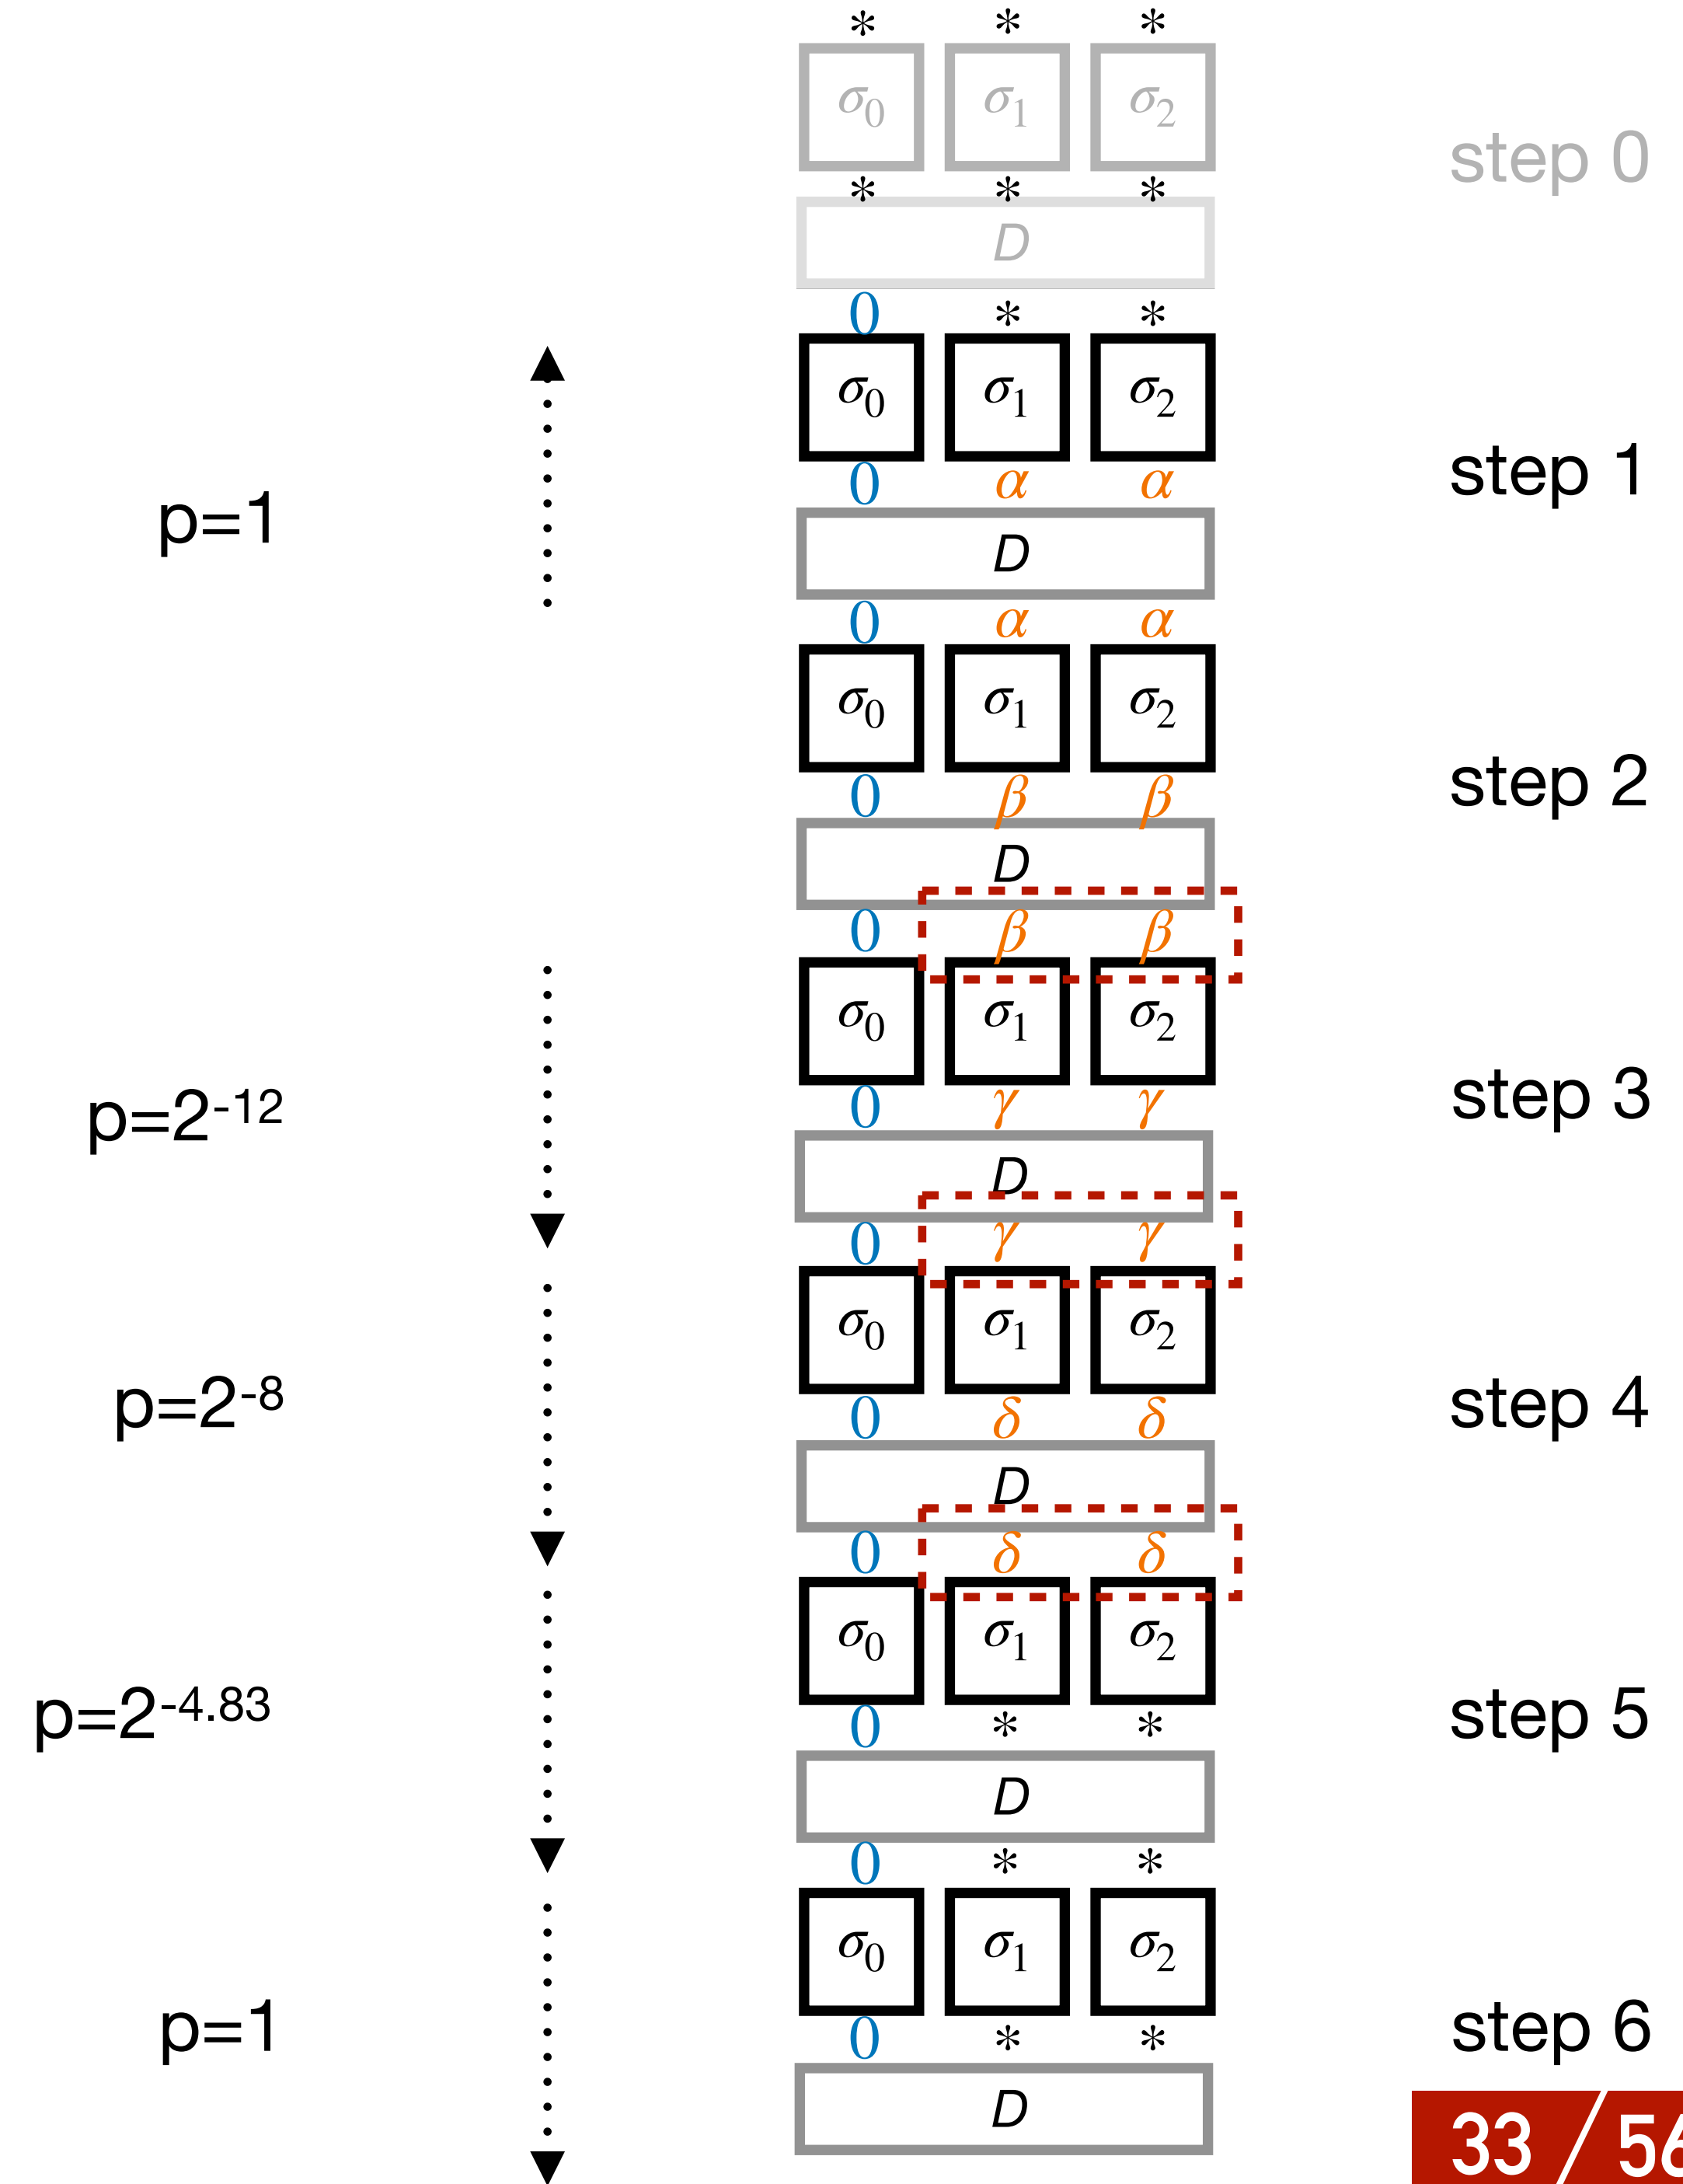 * * *
σ0 σ1 σ2
step 0
* * *
D
0 * *
σ0 σ1 σ2
step 1
0 α α
p=1
D
0 α α
σ0 σ1 σ2
step 2
0 β β
D
0 β β
σ0 σ1 σ2
step 3
p=2-12
0 γ γ
D
0 γ γ
σ0 σ1 σ2
step 4
p=2-8
0 δ δ
D
0 δ δ
σ0 σ1 σ2
step 5
p=2-4.83
0 * *
D
0 * *
σ0 σ1 σ2
step 6
p=1
0 * *
D
33 / 56